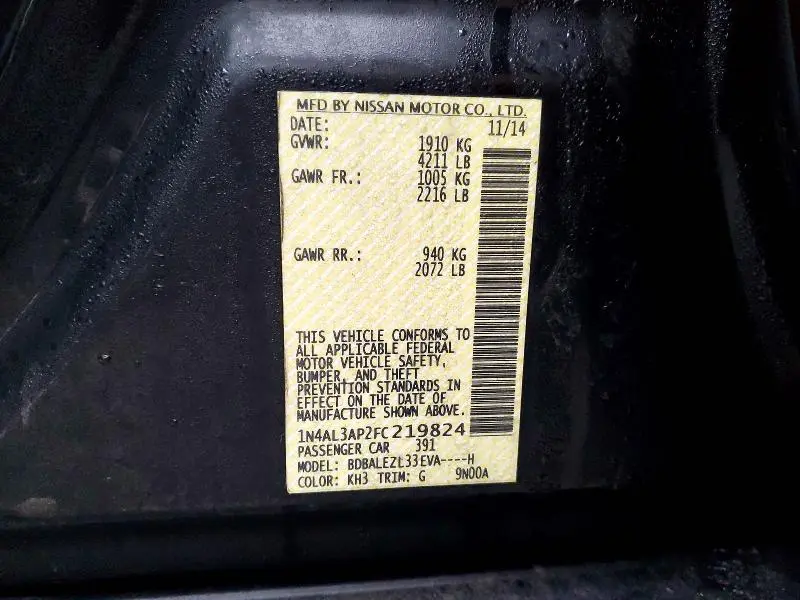 MFD BY NISSAN MOTOR CO., LTD.
DATE: 11/14
GVWR: 1910 KG
4211 LB
GAWR FR.: 1005 KG
2216 LB
GAWR RR.: 940 KG
2072 LB
THIS VEHICLE CONFORMS TO
ALL APPLICABLE FEDERAL
MOTOR VEHICLE SAFETY,
BUMPER, AND THEFT
PREVENTION STANDARDS IN
EFFECT ON THE DATE OF
MANUFACTURE SHOWN ABOVE.
1N4AL3AP2FC219824
PASSENGER CAR 391
MODEL: BDBALEZL33EVA----H
COLOR: KH3 TRIM: G 9N00A